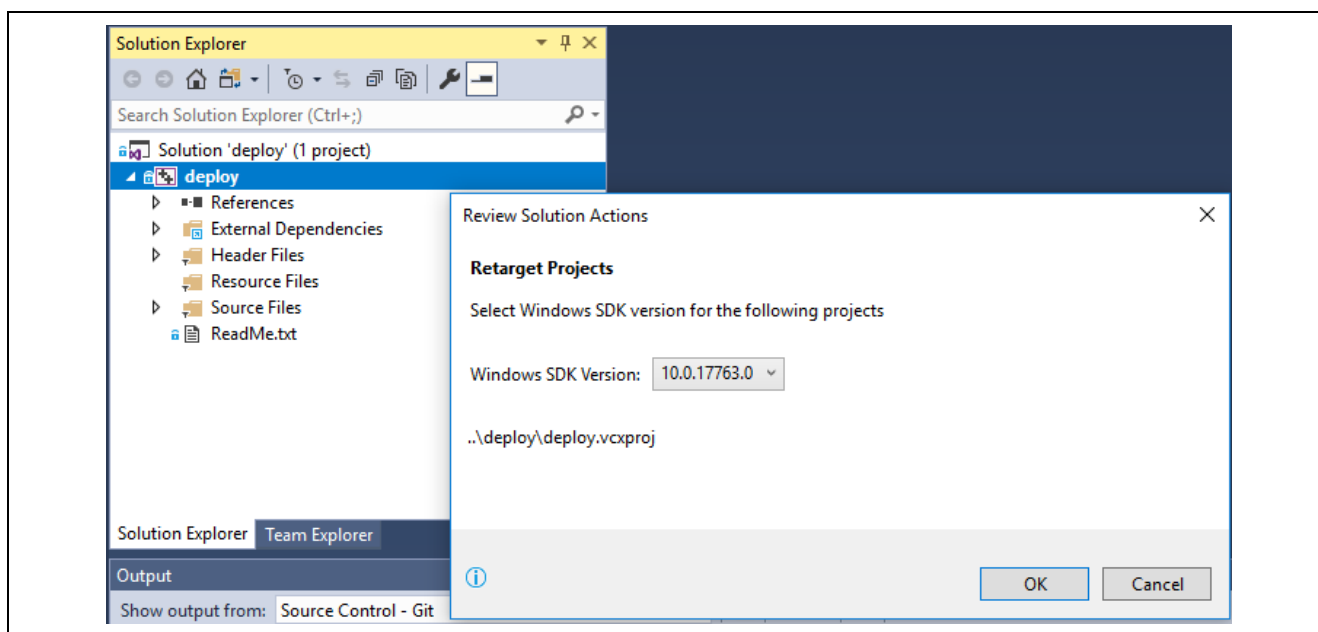 Solution Explorer
Search Solution Explorer (Ctrl+;)
Solution 'deploy' (1 project)
deploy
References
External Dependencies
Header Files
Resource Files
Source Files
ReadMe.txt
Solution Explorer Team Explorer
Output
Show output from: Source Control - Git
Review Solution Actions
Retarget Projects
Select Windows SDK version for the following projects
Windows SDK Version: 10.0.17763.0
..\deploy\deploy.vcxproj
OK Cancel